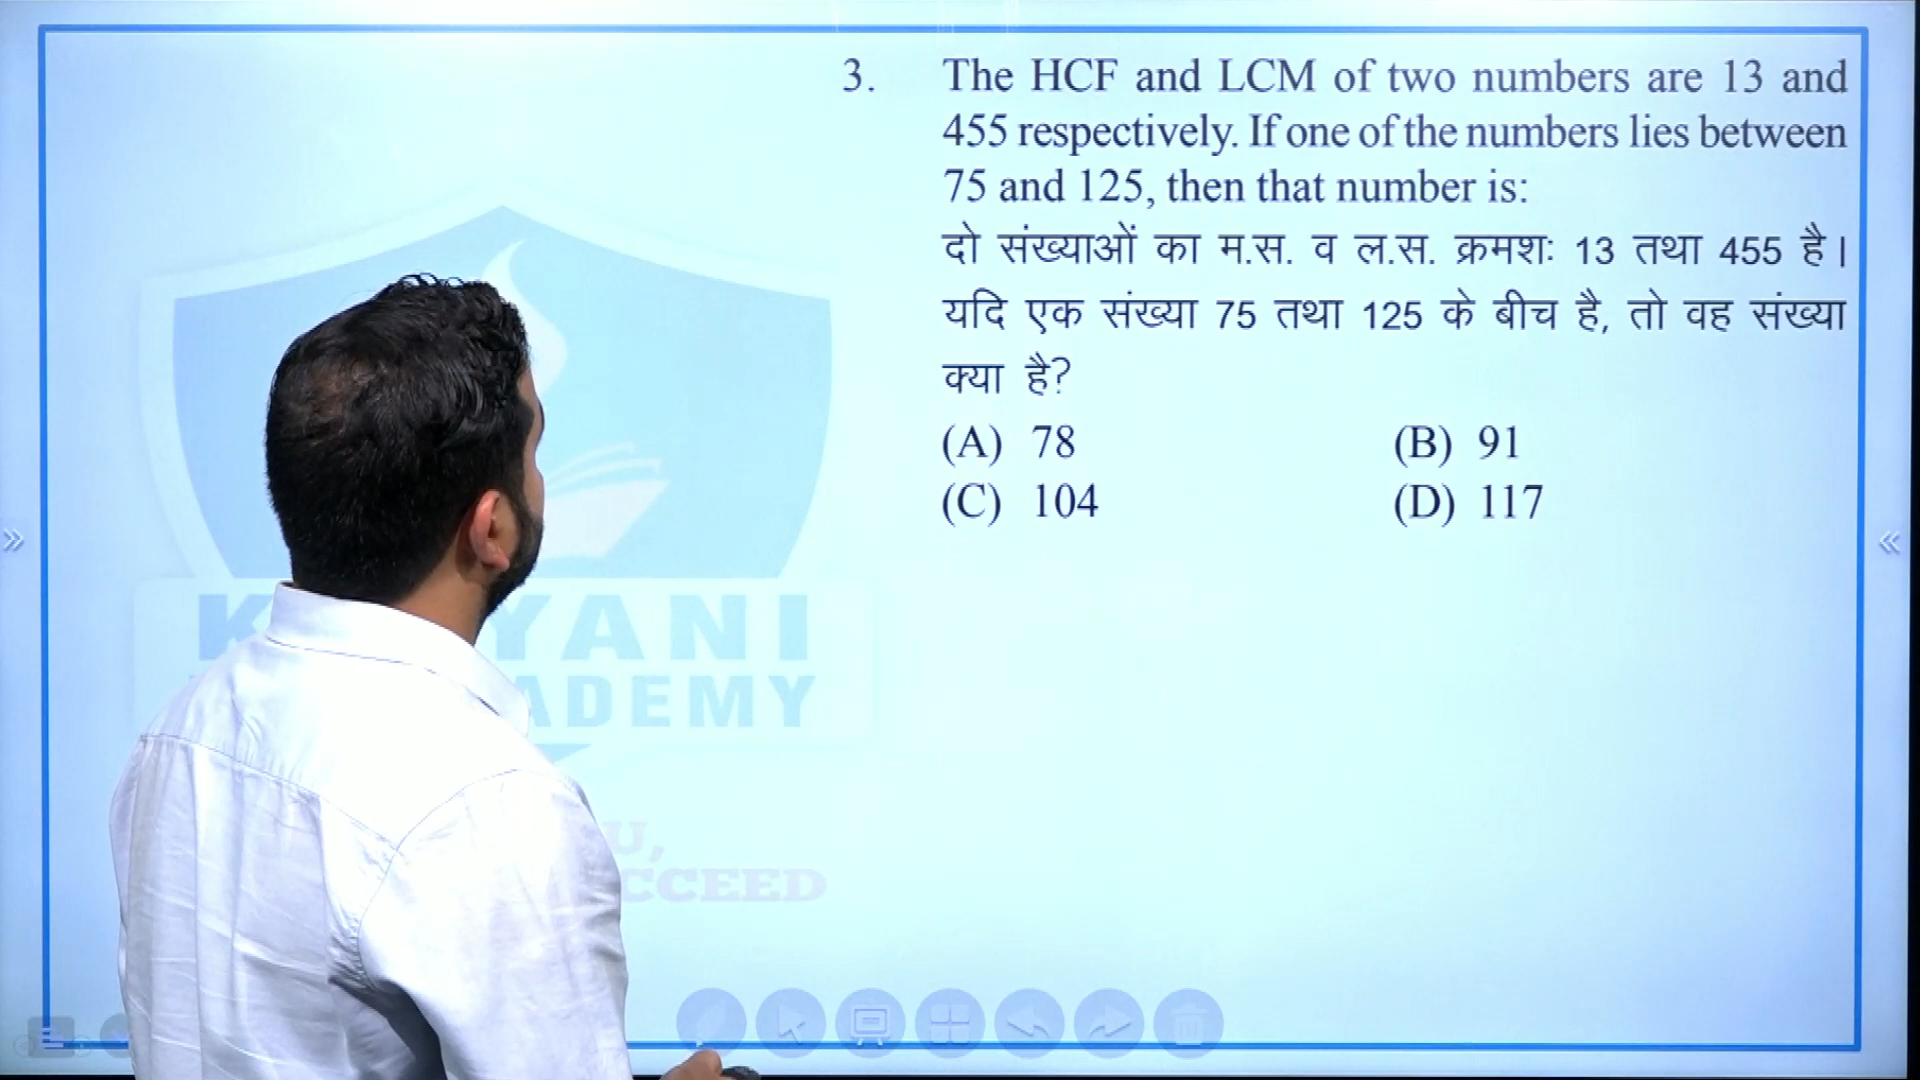 3. The HCF and LCM of two numbers are 13 and
455 respectively. If one of the numbers lies between
75 and 125, then that number is:
दो संख्याओं का म.स. व ल.स. क्रमशः 13 तथा 455 है।
यदि एक संख्या 75 तथा 125 के बीच है, तो वह संख्या
क्या है?
(A) 78 (B) 91
(C) 104 (D) 117